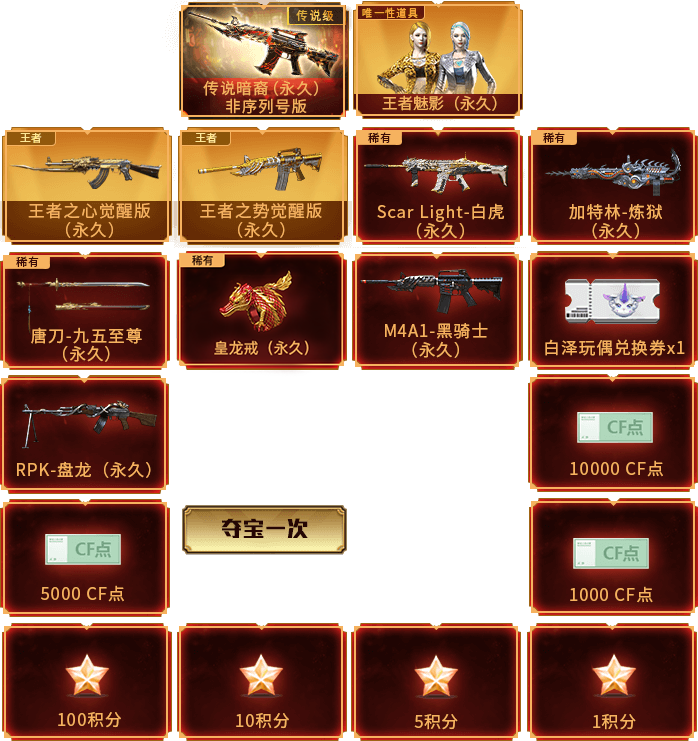 传说级
传说暗裔(永久)
非序列号版
唯一性道具
王者魅影（永久）
王者
王者之心觉醒版
（永久）
王者
王者之势觉醒版
（永久）
稀有
Scar Light-白虎
（永久）
稀有
加特林-炼狱
（永久）
稀有
唐刀-九五至尊
（永久）
稀有
皇龙戒（永久）
M4A1-黑骑士
（永久）
白泽玩偶兑换券x1
RPK-盘龙（永久）
CF点
10000 CF点
CF点
5000 CF点
夺宝一次
CF点
1000 CF点
100积分
10积分
5积分
1积分